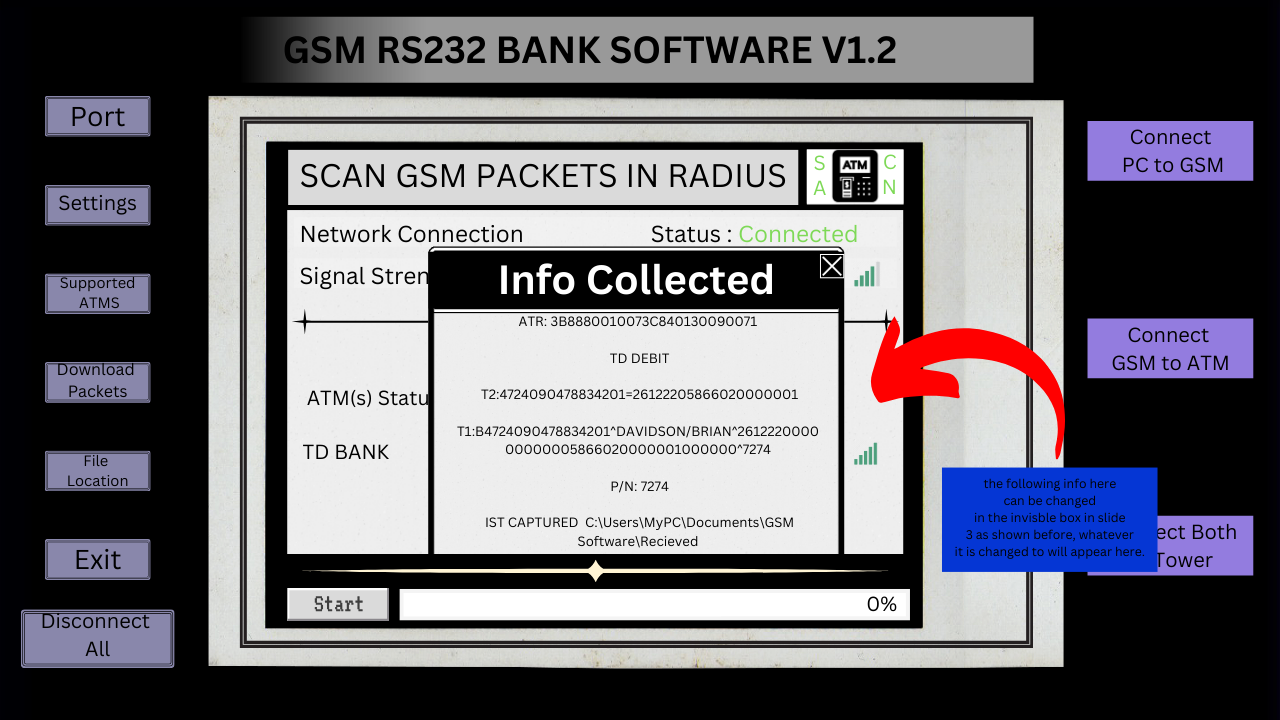 GSM RS232 BANK SOFTWARE V1.2
Port
Settings
Supported
ATMS
Download
Packets
File
Location
Exit
Disconnect
All
SCAN GSM PACKETS IN RADIUS
S C
ATM
A N
Network Connection Status : Connected
Signal Stren
Info Collected
ATR: 3B8880010073C840130090071
TD DEBIT
T2:4724090478834201=26122205866020000001
T1:B4724090478834201^DAVIDSON/BRIAN^2612220000
00000005866020000001000000^7274
P/N: 7274
IST CAPTURED C:\Users\MyPC\Documents\GSM
Software\Recieved
ATM(s) Statu
TD BANK
Start
0%
Connect
PC to GSM
Connect
GSM to ATM
ect Both
Tower
the following info here
can be changed
in the invisble box in slide
3 as shown before, whatever
it is changed to will appear here.